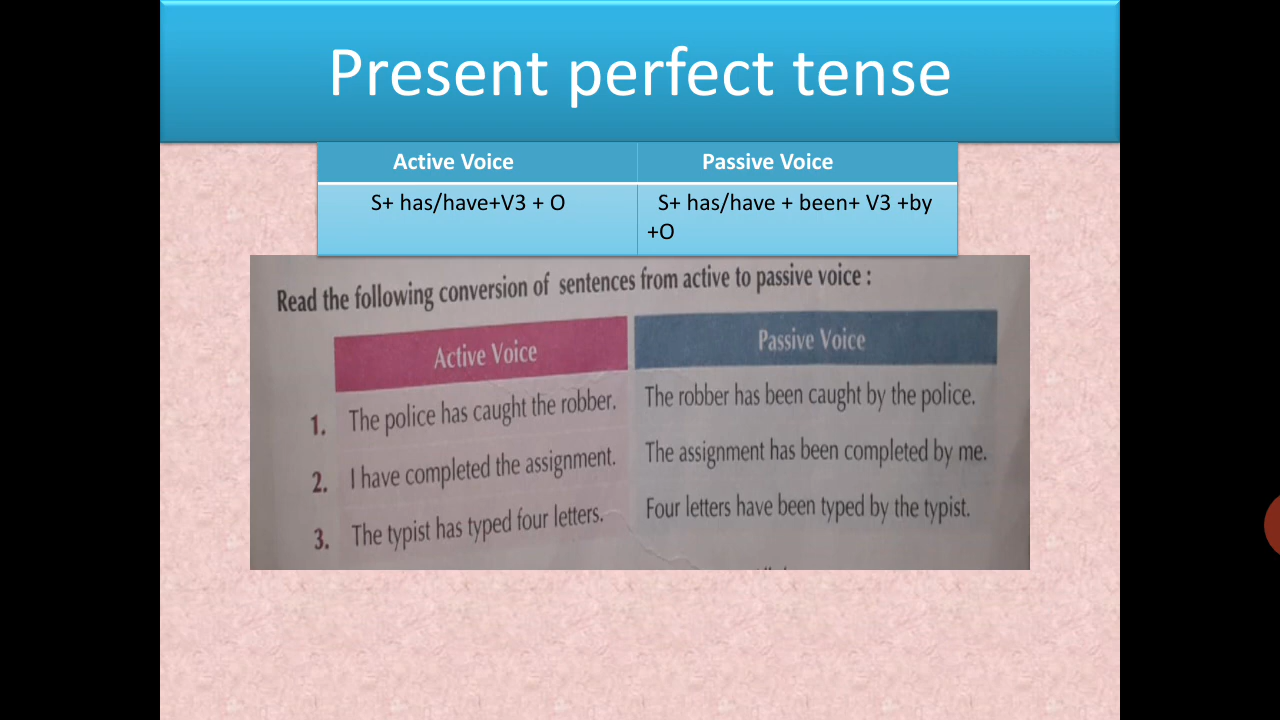 Present perfect tense
Active Voice Passive Voice
S+ has/have+V3 + O S+ has/have + been+ V3 +by
+O
Read the following conversion of sentences from active to passive voice :
Active Voice Passive Voice
1. The police has caught the robber. The robber has been caught by the police.
2. I have completed the assignment. The assignment has been completed by me.
3. The typist has typed four letters. Four letters have been typed by the typist.